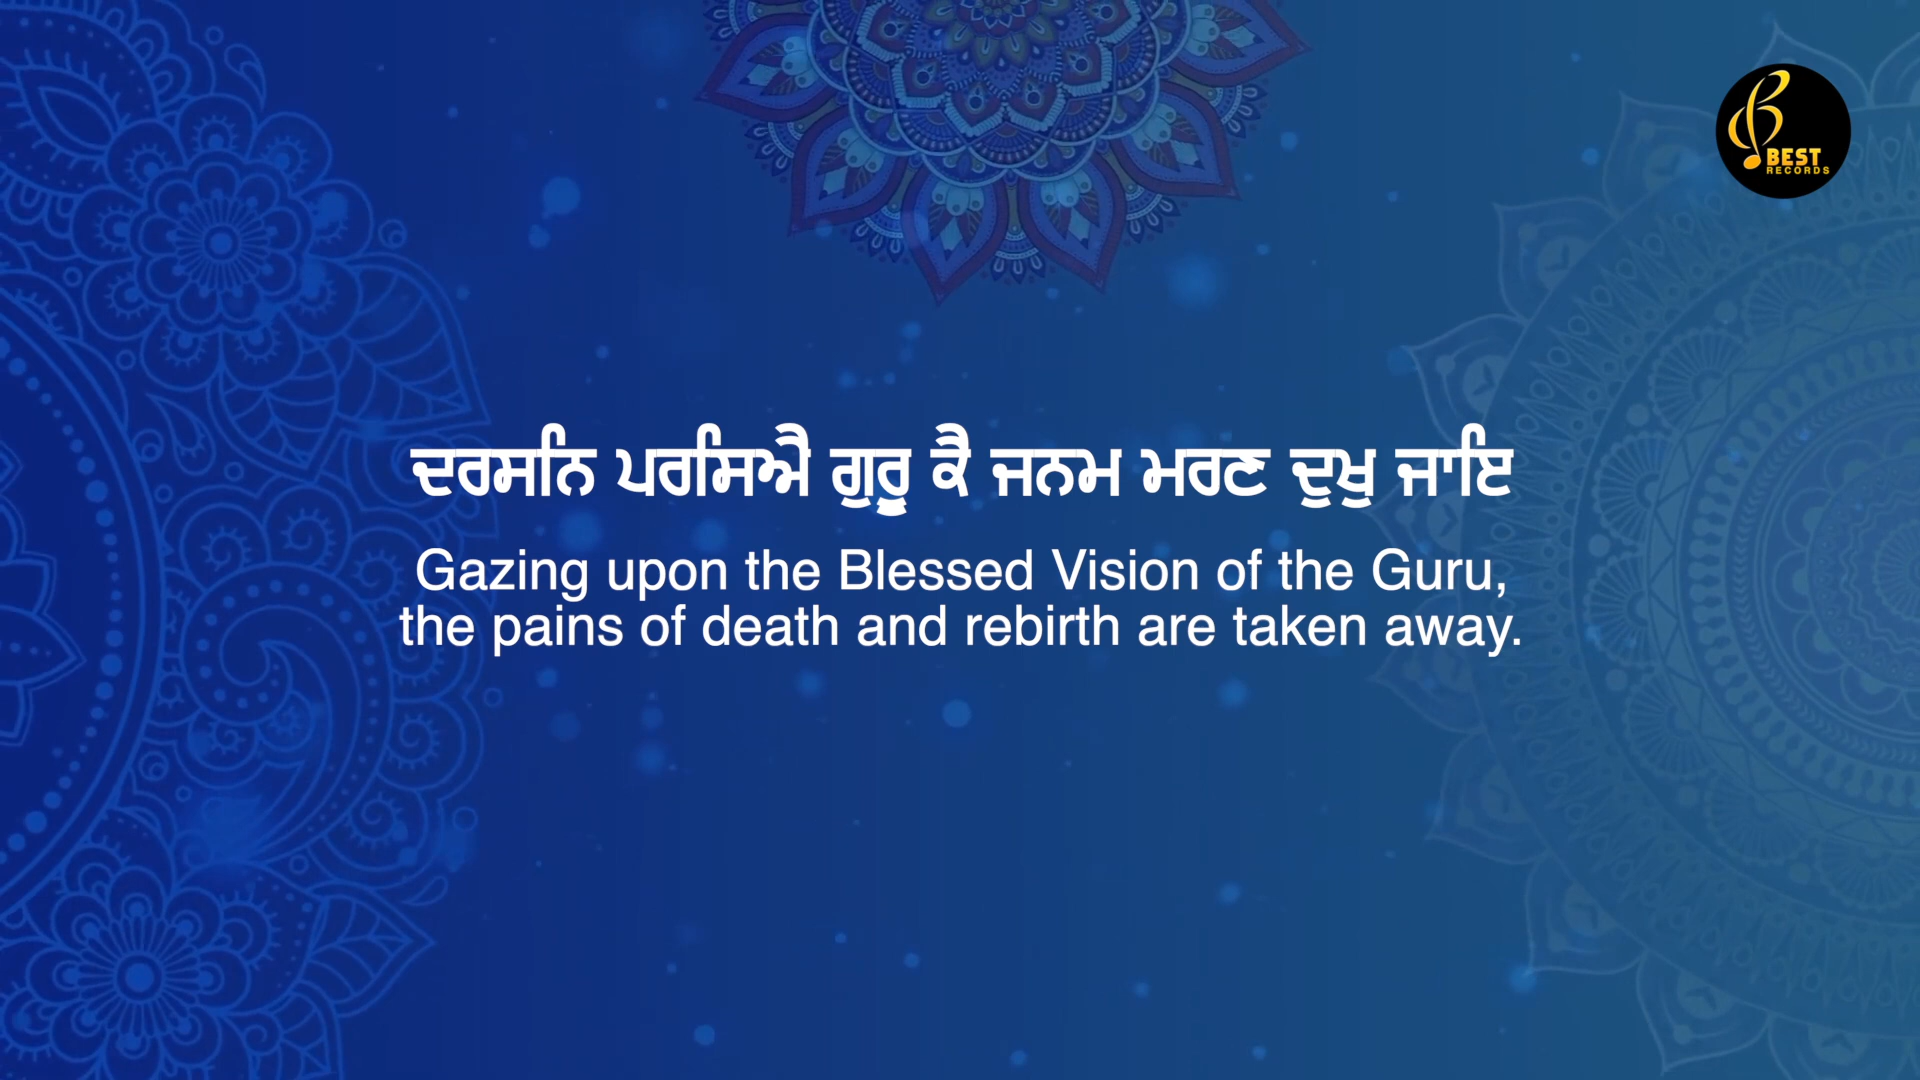 BEST
RECORDS
ਦਰਸਨਿ ਪਰਸਿਐ ਗੁਰੂ ਕੈ ਜਨਮ ਮਰਣ ਦੁਖੁ ਜਾਇ
Gazing upon the Blessed Vision of the Guru,
the pains of death and rebirth are taken away.